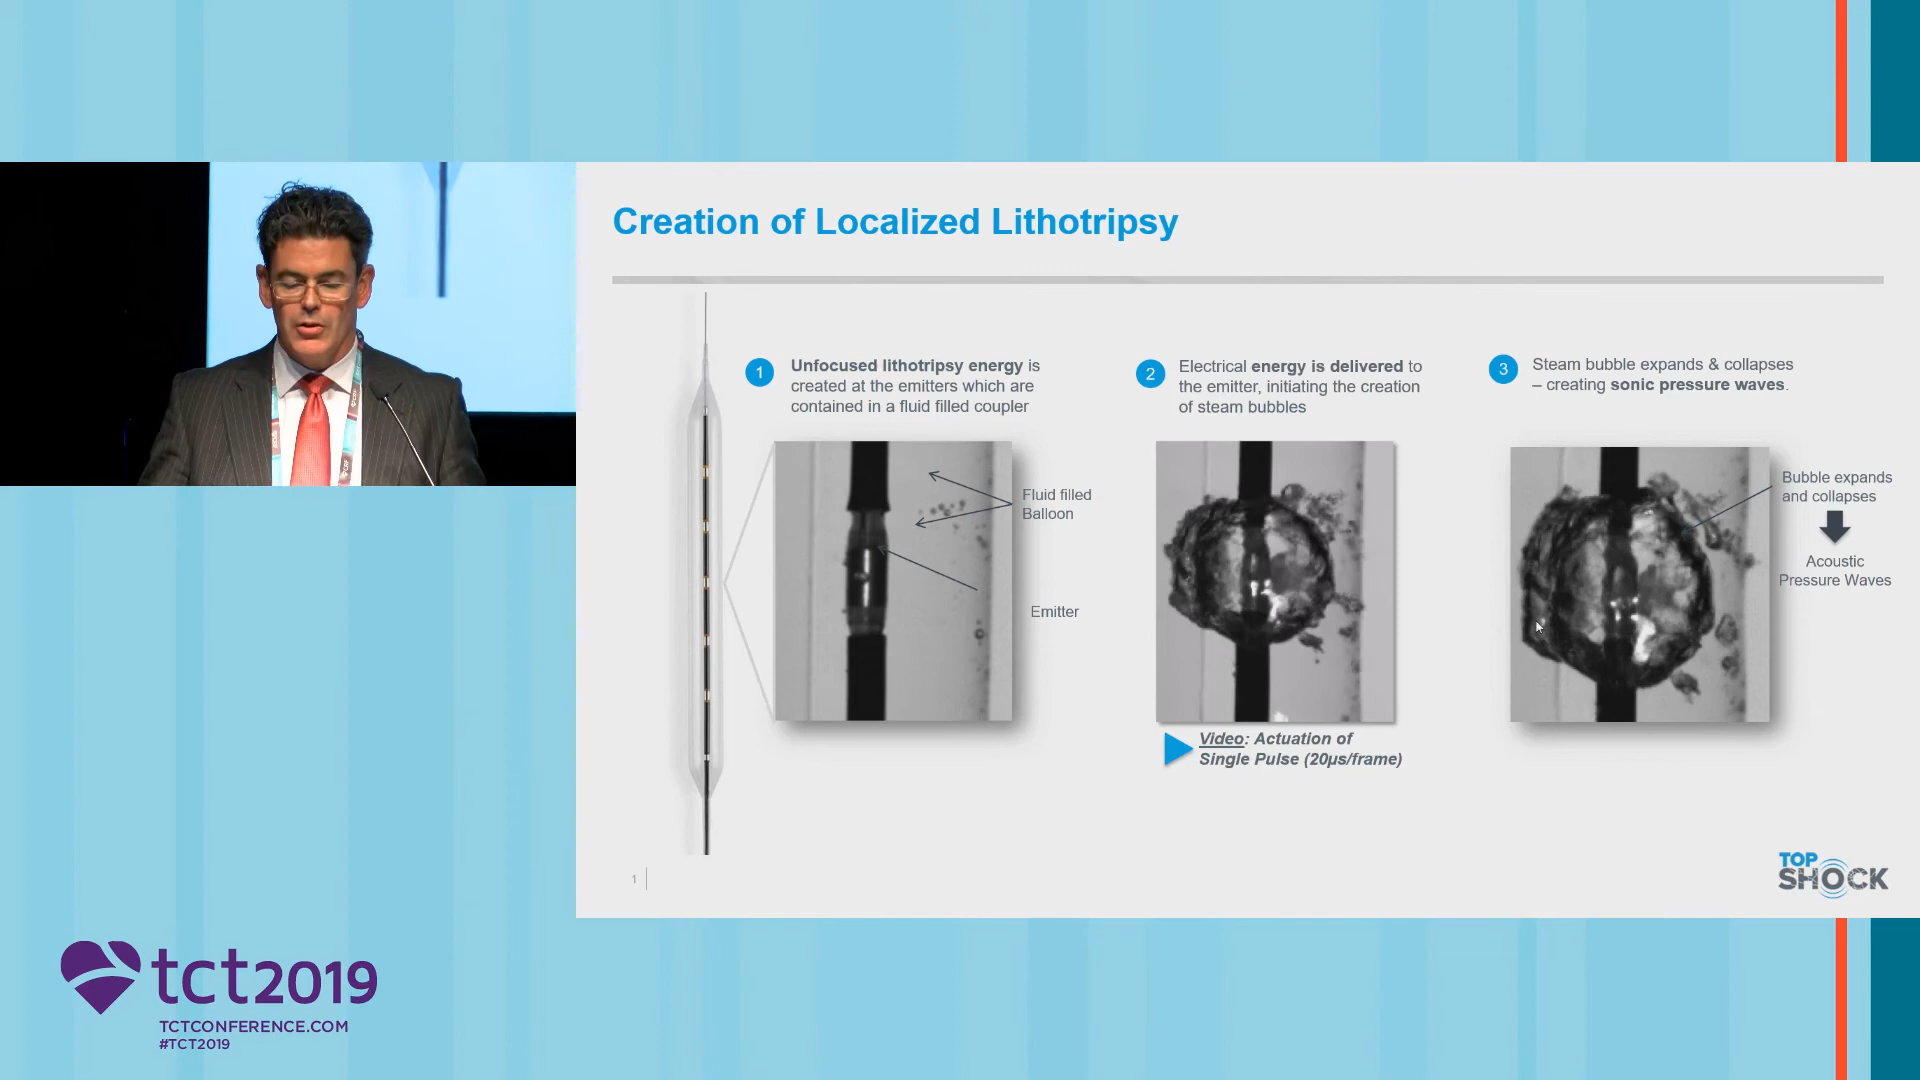 Creation of Localized Lithotripsy
1
Unfocused lithotripsy energy is
created at the emitters which are
contained in a fluid filled coupler
Fluid filled
Balloon
Emitter
2
Electrical energy is delivered to
the emitter, initiating the creation
of steam bubbles
Video: Actuation of
Single Pulse (20µs/frame)
3
Steam bubble expands & collapses
– creating sonic pressure waves.
Bubble expands
and collapses
Acoustic
Pressure Waves
1
TOP
SHOCK
tct2019
TCTCONFERENCE.COM
#TCT2019